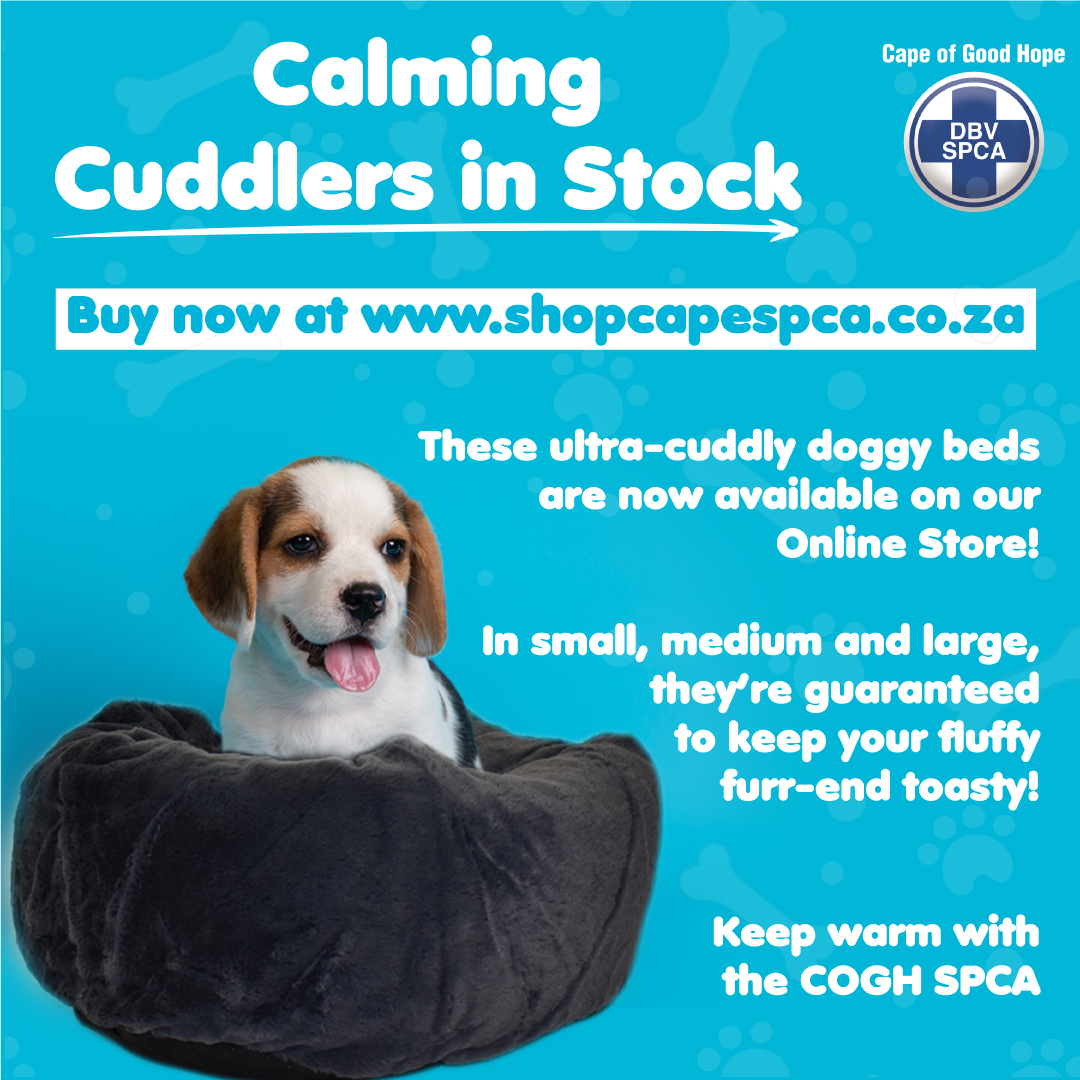 Calming
Cuddlers in Stock
Cape of Good Hope
DBV
SPCA
Buy now at www.shopcapespca.co.za
These ultra-cuddly doggy beds
are now available on our
Online Store!
In small, medium and large,
they're guaranteed
to keep your fluffy
furr-end toasty!
Keep warm with
the COGH SPCA